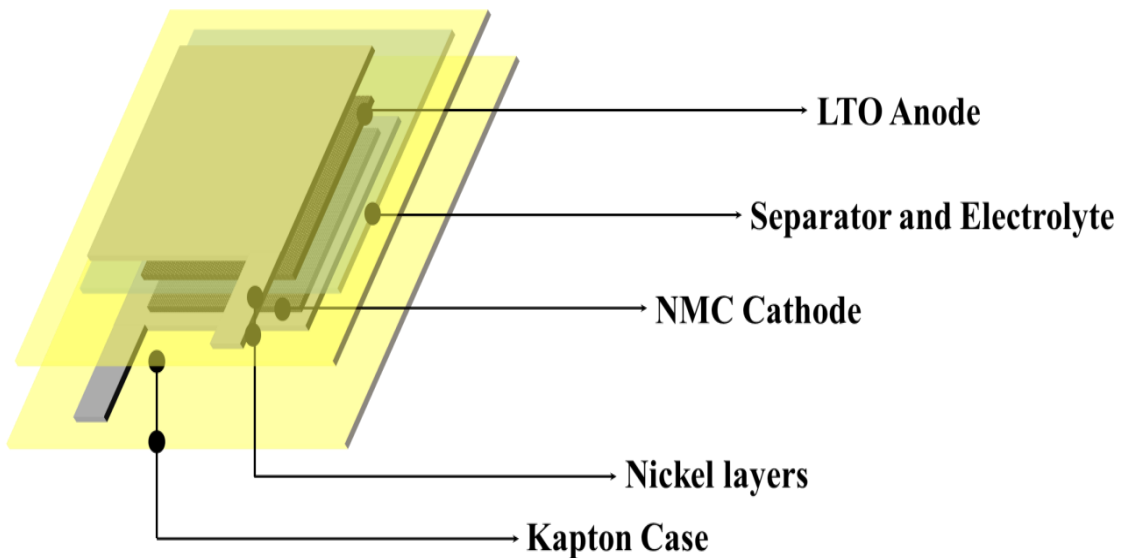 LTO Anode
Separator and Electrolyte
NMC Cathode
Nickel layers
Kapton Case